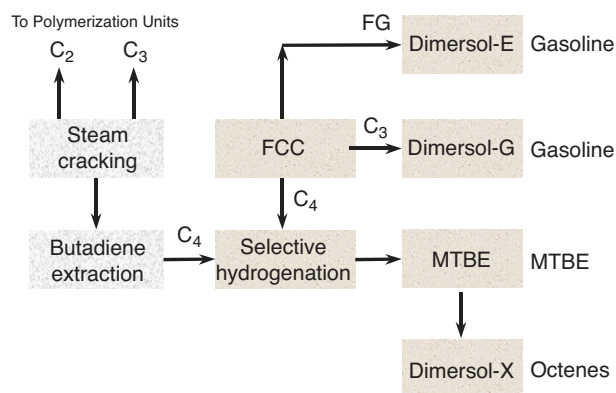 To Polymerization Units
C₂
C₃
FG
Dimersol-E
Gasoline
Steam
cracking
FCC
C₃
Dimersol-G
Gasoline
C₄
Butadiene
extraction
C₄
Selective
hydrogenation
MTBE
MTBE
Dimersol-X
Octenes